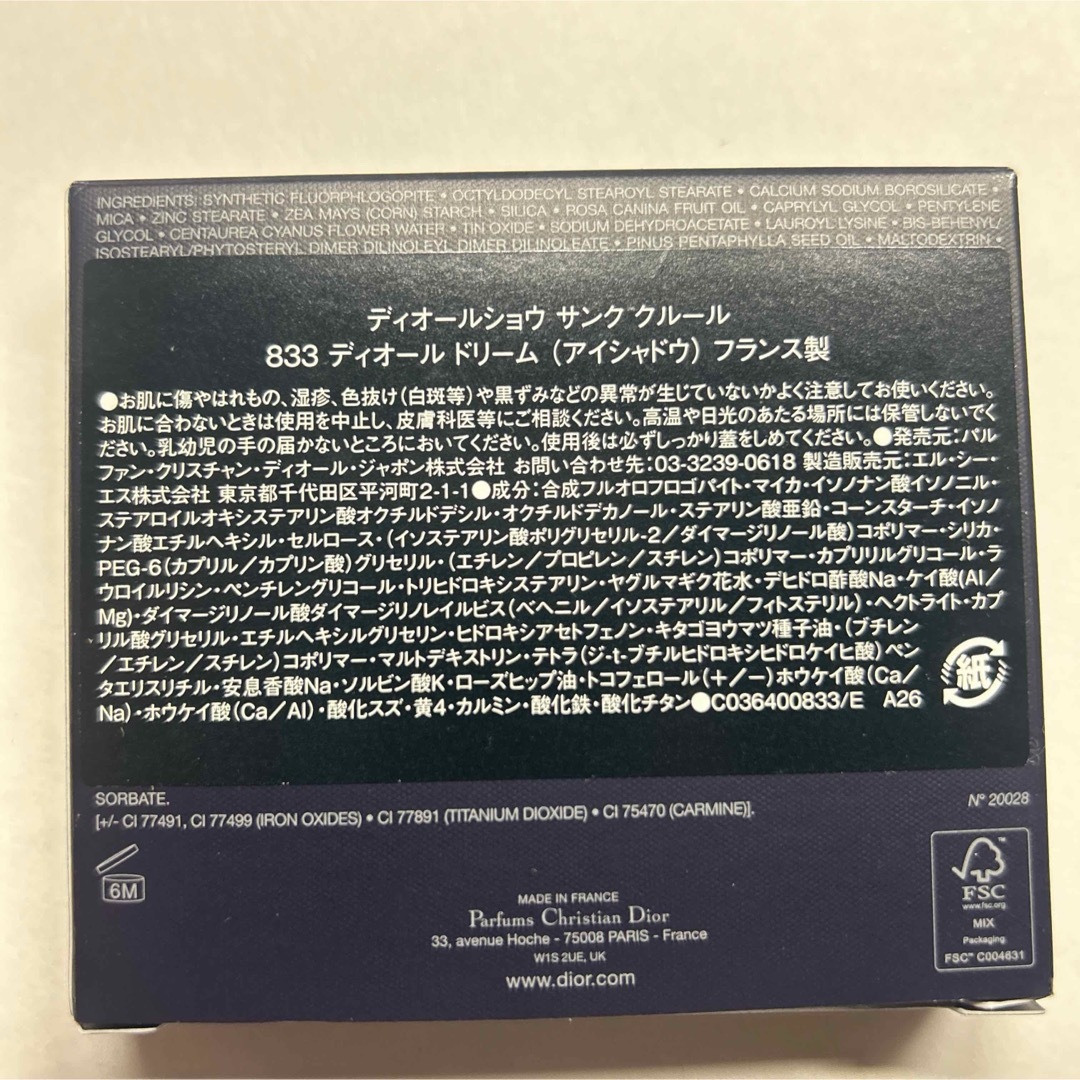 INGREDIENTS: SYNTHETIC FLUORPHLOGOPITE • OCTYLDODECYL STEAROYL STEARATE • CALCIUM SODIUM BOROSILICATE •
MICA • ZINC STEARATE • ZEA MAYS (CORN) STARCH • SILICA • ROSA CANINA FRUIT OIL • CAPRYLYL GLYCOL • PENTYLENE
GLYCOL • CENTAUREA CYANUS FLOWER WATER • TIN OXIDE • SODIUM DEHYDROACETATE • LAUROYL LYSINE • BIS-BEHENYL/
ISOSTEARYL/PHYTOSTERYL DIMER DILINOLEYL DIMER DILINOLEATE • PINUS PENTAPHYLLA SEED OIL • MALTODEXTRIN •
ディオールショウ サンク クルール
833 ディオール ドリーム (アイシャドウ) フランス製
●お肌に傷やはれもの、湿疹、色抜け(白斑等)や黒ずみなどの異常が生じていないかよく注意してお使いください。
お肌に合わないときは使用を中止し、皮膚科医等にご相談ください。高温や日光のあたる場所には保管しないでく
ださい。乳幼児の手の届かないところにおいてください。使用後は必ずしっかり蓋をしめてください。●発売元:パル
ファン・クリスチャン・ディオール・ジャポン株式会社 お問い合わせ先:03-3239-0618 製造販売元:エル・シー・
エス株式会社 東京都千代田区平河町2-1-1●成分:合成フルオロフロゴパイト・マイカ・イソノナン酸イソノニル・
ステアロイルオキシステアリン酸オクチルドデシル・オクチルドデカノール・ステアリン酸亜鉛・コーンスターチ・イソノ
ナン酸エチルヘキシル・セルロース・(イソステアリン酸ポリグリセリル-2/ダイマージリノール酸)コポリマー・シリカ・
PEG-6(カプリル/カプリン酸)グリセリル・(エチレン/プロピレン/スチレン)コポリマー・カプリリルグリコール・ラ
ウロイルリシン・ペンチレングリコール・トリヒドロキシステアリン・ヤグルマギク花水・デヒドロ酢酸Na・ケイ酸(Al/
Mg)・ダイマージリノール酸ダイマージリノレイルビス(ベヘニル/イソステアリル/フィトステリル)・ヘクトライト・カプ
リル酸グリセリル・エチルヘキシルグリセリン・ヒドロキシアセトフェノン・キタゴヨウマツ種子油・(ブチレン
/エチレン/スチレン)コポリマー・マルトデキストリン・テトラ(ジ-t-ブチルヒドロキシヒドロケイヒ酸)ペン
タエリスリチル・安息香酸Na・ソルビン酸K・ローズヒップ油・トコフェロール(+/-)ホウケイ酸(Ca/
Na)・ホウケイ酸(Ca/Al)・酸化スズ・黄4・カルミン・酸化鉄・酸化チタン●C036400833/E A26
紙
SORBATE.
[+/- CI 77491, CI 77499 (IRON OXIDES) • CI 77891 (TITANIUM DIOXIDE) • CI 75470 (CARMINE)].
N° 20028
6M
MADE IN FRANCE
Parfums Christian Dior
33, avenue Hoche - 75008 PARIS - France
W1S 2UE, UK
www.dior.com
FSC
www.fsc.org
MIX
Packaging
FSC™ C004631